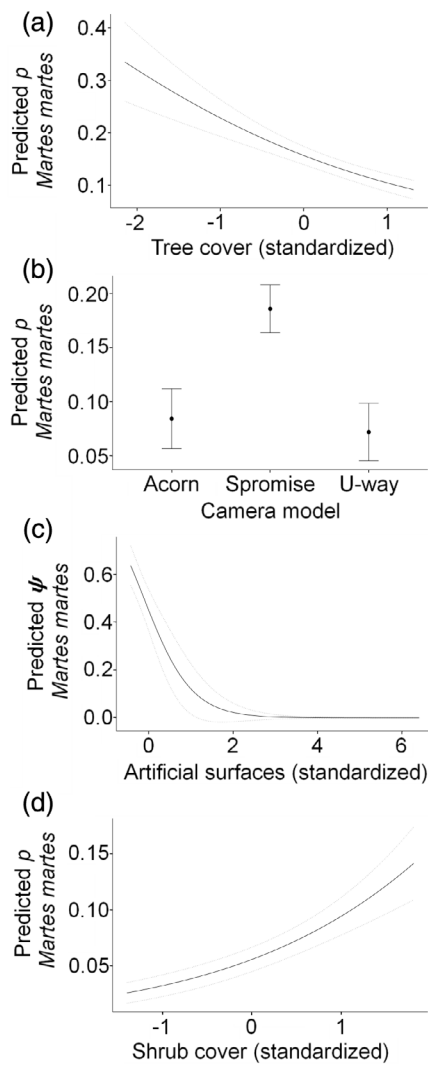 (a)
Predicted p
Martes martes
0.4
0.3
0.2
0.1
-2
-1
0
1
Tree cover (standardized)
(b)
Predicted p
Martes martes
0.20
0.15
0.10
0.05
Acorn
Spromise
U-way
Camera model
(c)
Predicted ψ
Martes martes
0.6
0.4
0.2
0.0
0
2
4
6
Artificial surfaces (standardized)
(d)
Predicted p
Martes martes
0.15
0.10
0.05
-1
0
1
Shrub cover (standardized)